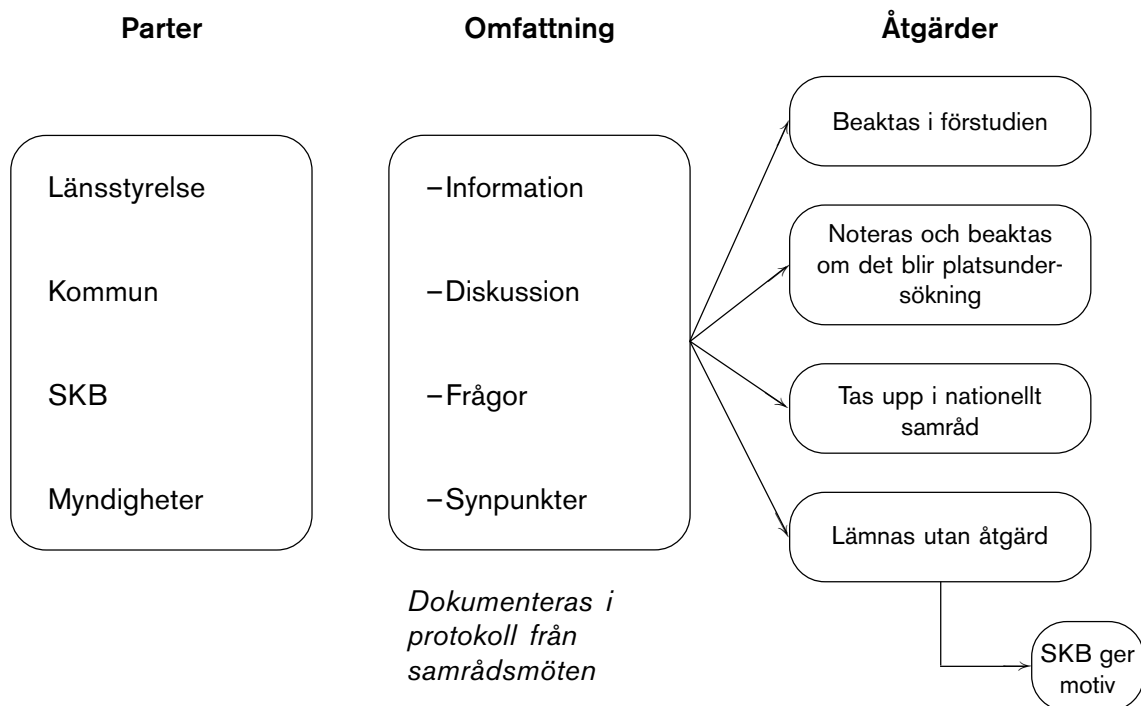 Parter
Omfattning
Åtgärder
Länsstyrelse
Kommun
SKB
Myndigheter
–Information
–Diskussion
–Frågor
–Synpunkter
Dokumenteras i
protokoll från
samrådsmöten
Beaktas i förstudien
Noteras och beaktas
om det blir platsunder-
sökning
Tas upp i nationellt
samråd
Lämnas utan åtgärd
SKB ger
motiv